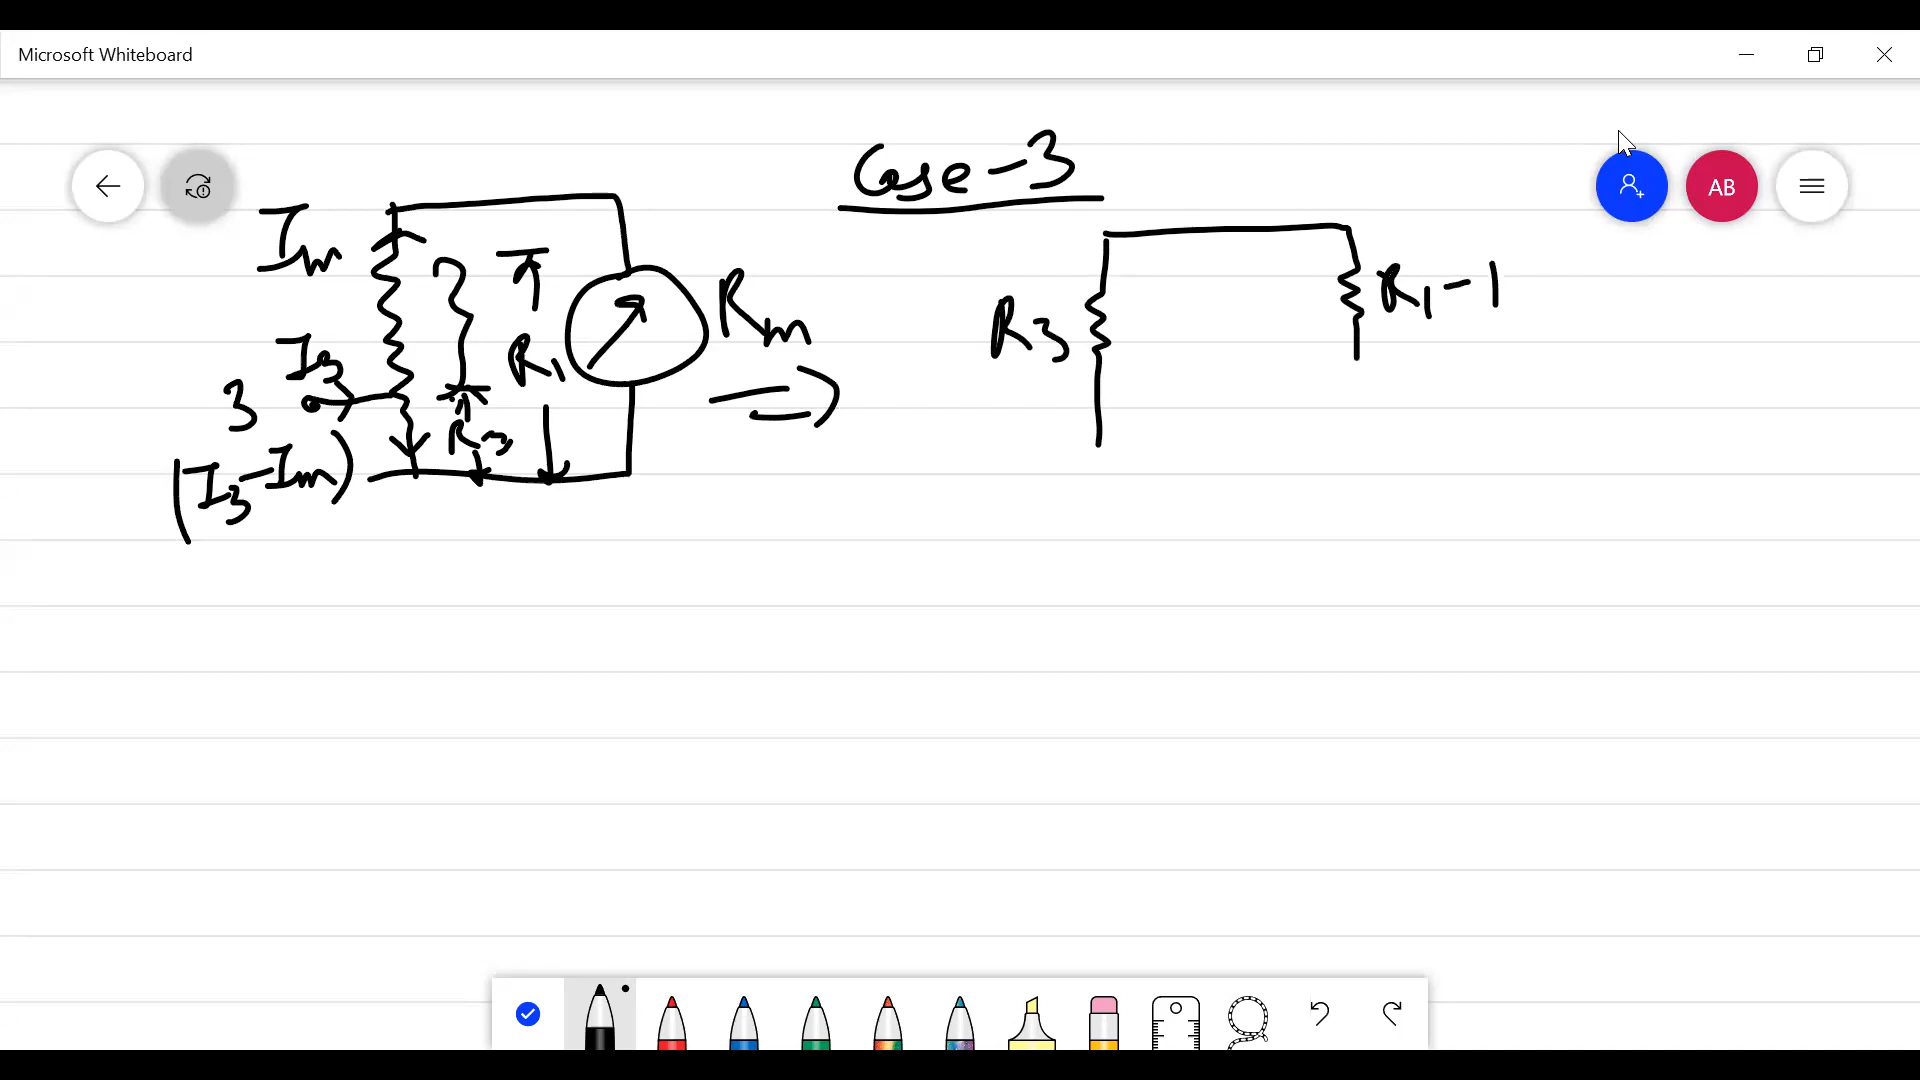 Microsoft Whiteboard
Case-3
AB
Im
R1
Rm
I3
3
R3
(I3-Im)
R3
R1-1